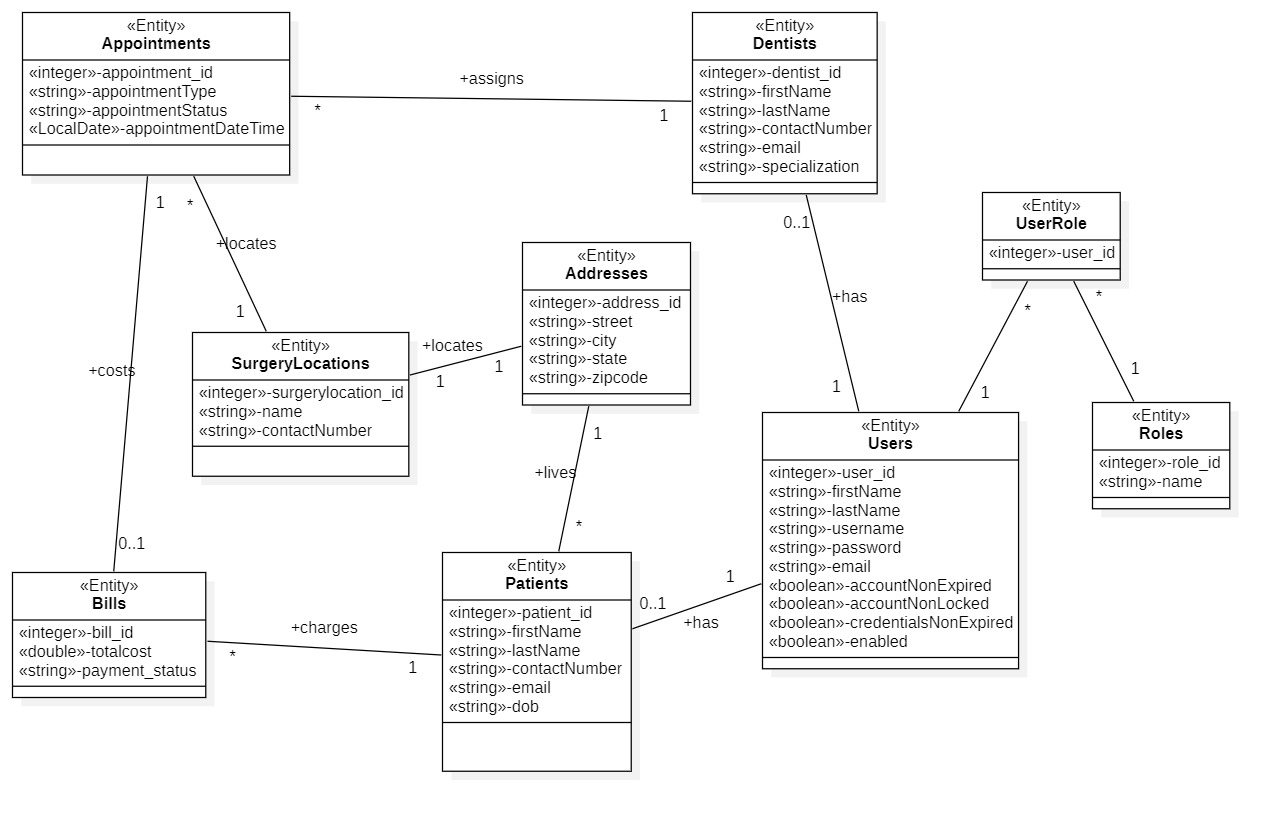 «Entity»
Appointments
«integer»-appointment_id
«string»-appointmentType
«string»-appointmentStatus
«LocalDate»-appointmentDateTime
+assigns
*
1
«Entity»
Dentists
«integer»-dentist_id
«string»-firstName
«string»-lastName
«string»-contactNumber
«string»-email
«string»-specialization
1
*
+locates
1
0..1
+has
1
«Entity»
UserRole
«integer»-user_id
*
*
1
1
«Entity»
Addresses
«integer»-address_id
«string»-street
«string»-city
«string»-state
«string»-zipcode
«Entity»
SurgeryLocations
«integer»-surgerylocation_id
«string»-name
«string»-contactNumber
+locates
1
1
+costs
0..1
1
+lives
*
«Entity»
Users
«integer»-user_id
«string»-firstName
«string»-lastName
«string»-username
«string»-password
«string»-email
«boolean»-accountNonExpired
«boolean»-accountNonLocked
«boolean»-credentialsNonExpired
«boolean»-enabled
«Entity»
Roles
«integer»-role_id
«string»-name
«Entity»
Bills
«integer»-bill_id
«double»-totalcost
«string»-payment_status
+charges
*
1
«Entity»
Patients
«integer»-patient_id
«string»-firstName
«string»-lastName
«string»-contactNumber
«string»-email
«string»-dob
1
0..1
+has